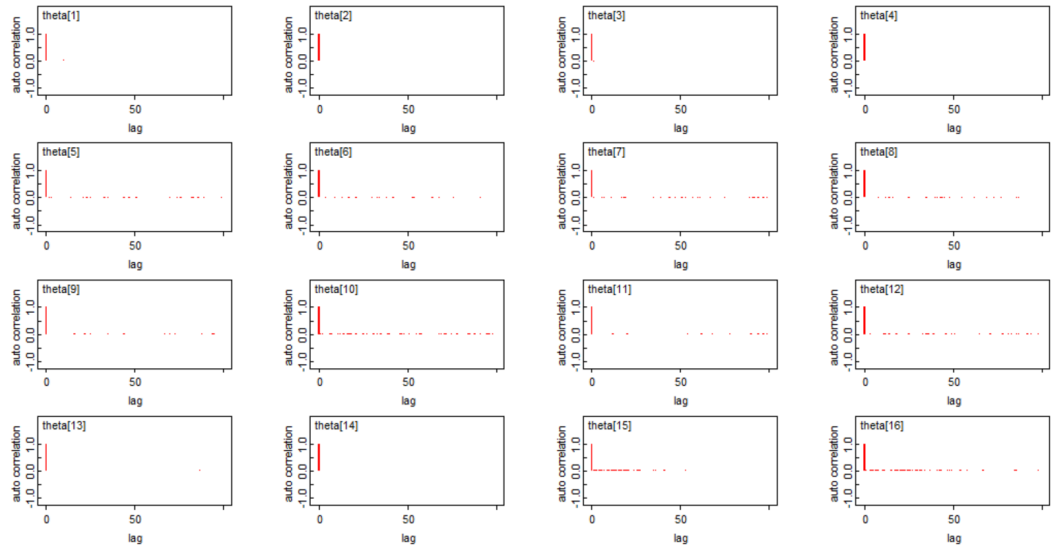 theta[1]
auto correlation
-1.0 0.0 1.0
0 50
lag
theta[2]
auto correlation
-1.0 0.0 1.0
0 50
lag
theta[3]
auto correlation
-1.0 0.0 1.0
0 50
lag
theta[4]
auto correlation
-1.0 0.0 1.0
0 50
lag
theta[5]
auto correlation
-1.0 0.0 1.0
0 50
lag
theta[6]
auto correlation
-1.0 0.0 1.0
0 50
lag
theta[7]
auto correlation
-1.0 0.0 1.0
0 50
lag
theta[8]
auto correlation
-1.0 0.0 1.0
0 50
lag
theta[9]
auto correlation
-1.0 0.0 1.0
0 50
lag
theta[10]
auto correlation
-1.0 0.0 1.0
0 50
lag
theta[11]
auto correlation
-1.0 0.0 1.0
0 50
lag
theta[12]
auto correlation
-1.0 0.0 1.0
0 50
lag
theta[13]
auto correlation
-1.0 0.0 1.0
0 50
lag
theta[14]
auto correlation
-1.0 0.0 1.0
0 50
lag
theta[15]
auto correlation
-1.0 0.0 1.0
0 50
lag
theta[16]
auto correlation
-1.0 0.0 1.0
0 50
lag